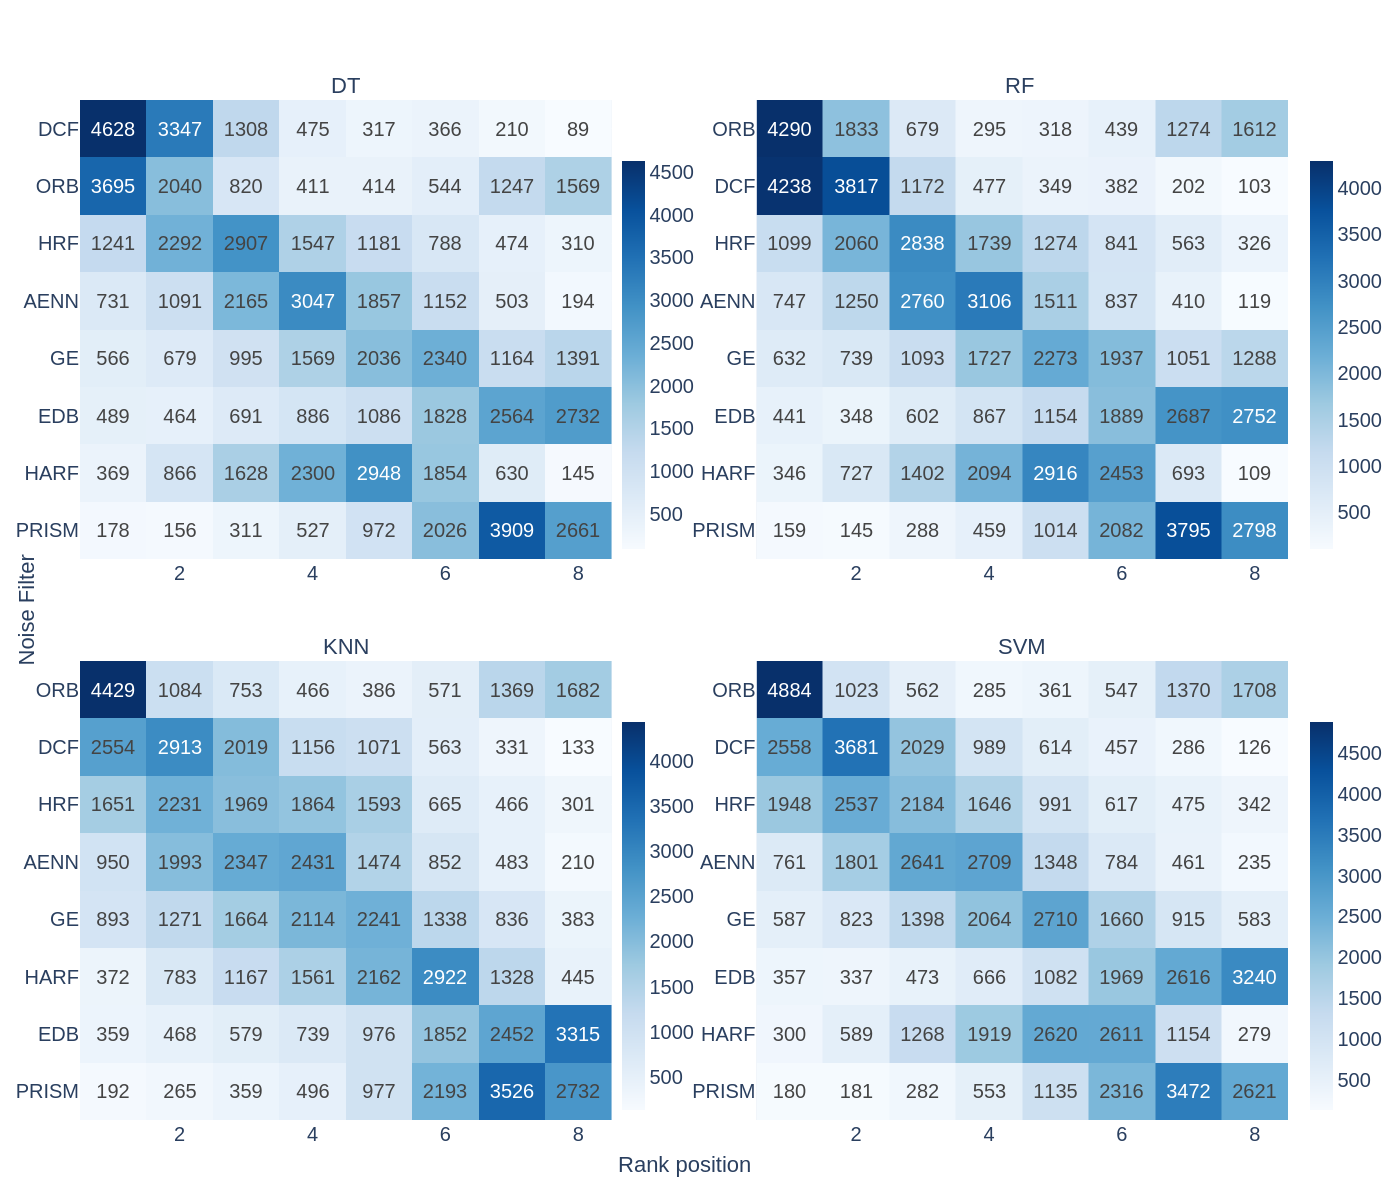 DT
DCF 4628 3347 1308 475 317 366 210 89
ORB 3695 2040 820 411 414 544 1247 1569
HRF 1241 2292 2907 1547 1181 788 474 310
AENN 731 1091 2165 3047 1857 1152 503 194
GE 566 679 995 1569 2036 2340 1164 1391
EDB 489 464 691 886 1086 1828 2564 2732
HARF 369 866 1628 2300 2948 1854 630 145
PRISM 178 156 311 527 972 2026 3909 2661
2 4 6 8
4500
4000
3500
3000
2500
2000
1500
1000
500
RF
ORB 4290 1833 679 295 318 439 1274 1612
DCF 4238 3817 1172 477 349 382 202 103
HRF 1099 2060 2838 1739 1274 841 563 326
AENN 747 1250 2760 3106 1511 837 410 119
GE 632 739 1093 1727 2273 1937 1051 1288
EDB 441 348 602 867 1154 1889 2687 2752
HARF 346 727 1402 2094 2916 2453 693 109
PRISM 159 145 288 459 1014 2082 3795 2798
2 4 6 8
4000
3500
3000
2500
2000
1500
1000
500
Noise Filter
KNN
ORB 4429 1084 753 466 386 571 1369 1682
DCF 2554 2913 2019 1156 1071 563 331 133
HRF 1651 2231 1969 1864 1593 665 466 301
AENN 950 1993 2347 2431 1474 852 483 210
GE 893 1271 1664 2114 2241 1338 836 383
HARF 372 783 1167 1561 2162 2922 1328 445
EDB 359 468 579 739 976 1852 2452 3315
PRISM 192 265 359 496 977 2193 3526 2732
2 4 6 8
4000
3500
3000
2500
2000
1500
1000
500
SVM
ORB 4884 1023 562 285 361 547 1370 1708
DCF 2558 3681 2029 989 614 457 286 126
HRF 1948 2537 2184 1646 991 617 475 342
AENN 761 1801 2641 2709 1348 784 461 235
GE 587 823 1398 2064 2710 1660 915 583
EDB 357 337 473 666 1082 1969 2616 3240
HARF 300 589 1268 1919 2620 2611 1154 279
PRISM 180 181 282 553 1135 2316 3472 2621
2 4 6 8
4500
4000
3500
3000
2500
2000
1500
1000
500
Rank position